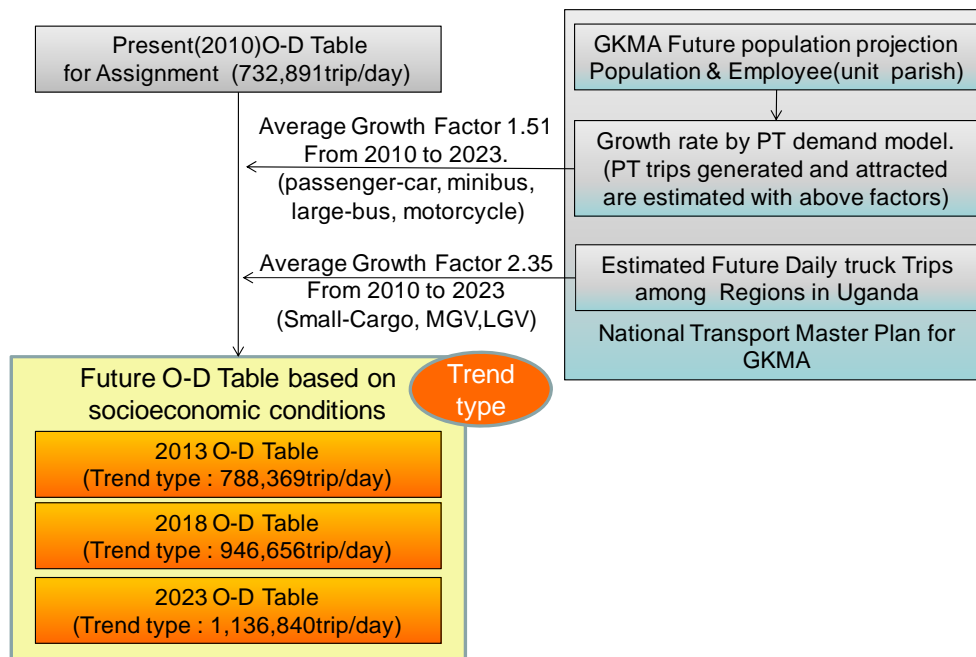 Present(2010)O-D Table
for Assignment (732,891trip/day)
GKMA Future population projection
Population & Employee(unit parish)
Average Growth Factor 1.51
From 2010 to 2023.
(passenger-car, minibus,
large-bus, motorcycle)
Growth rate by PT demand model.
(PT trips generated and attracted
are estimated with above factors)
Average Growth Factor 2.35
From 2010 to 2023
(Small-Cargo, MGV,LGV)
Estimated Future Daily truck Trips
among Regions in Uganda
National Transport Master Plan for
GKMA
Future O-D Table based on
socioeconomic conditions
Trend
type
2013 O-D Table
(Trend type : 788,369trip/day)
2018 O-D Table
(Trend type : 946,656trip/day)
2023 O-D Table
(Trend type : 1,136,840trip/day)